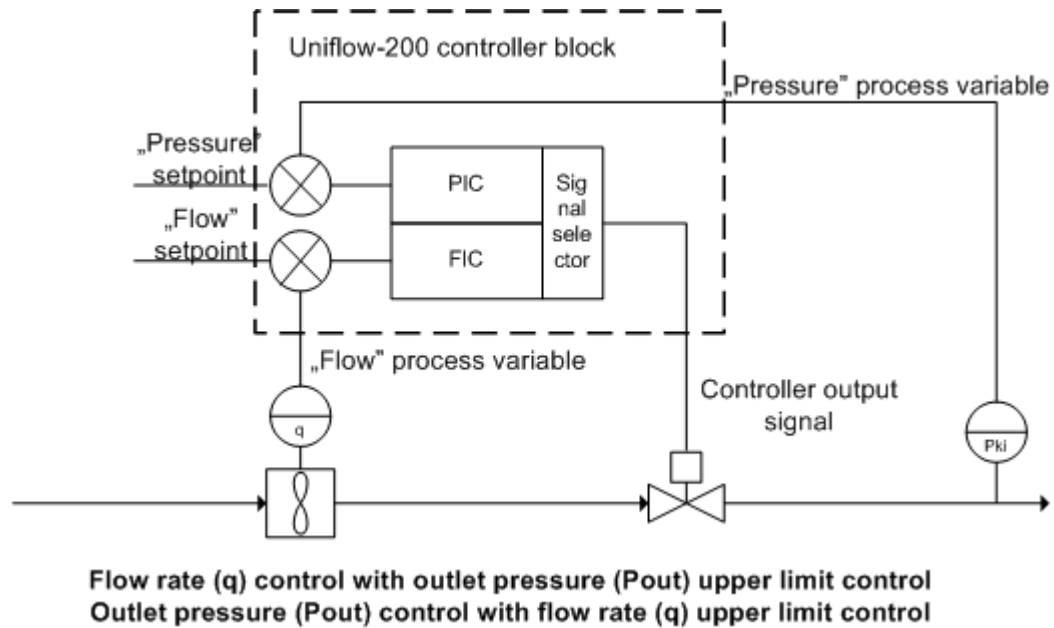 Uniflow-200 controller block
„Pressure” process variable
„Pressure”
setpoint
PIC
Sig
nal
sele
ctor
„Flow”
setpoint
FIC
„Flow” process variable
Controller output
signal
q
Pki
Flow rate (q) control with outlet pressure (Pout) upper limit control
Outlet pressure (Pout) control with flow rate (q) upper limit control